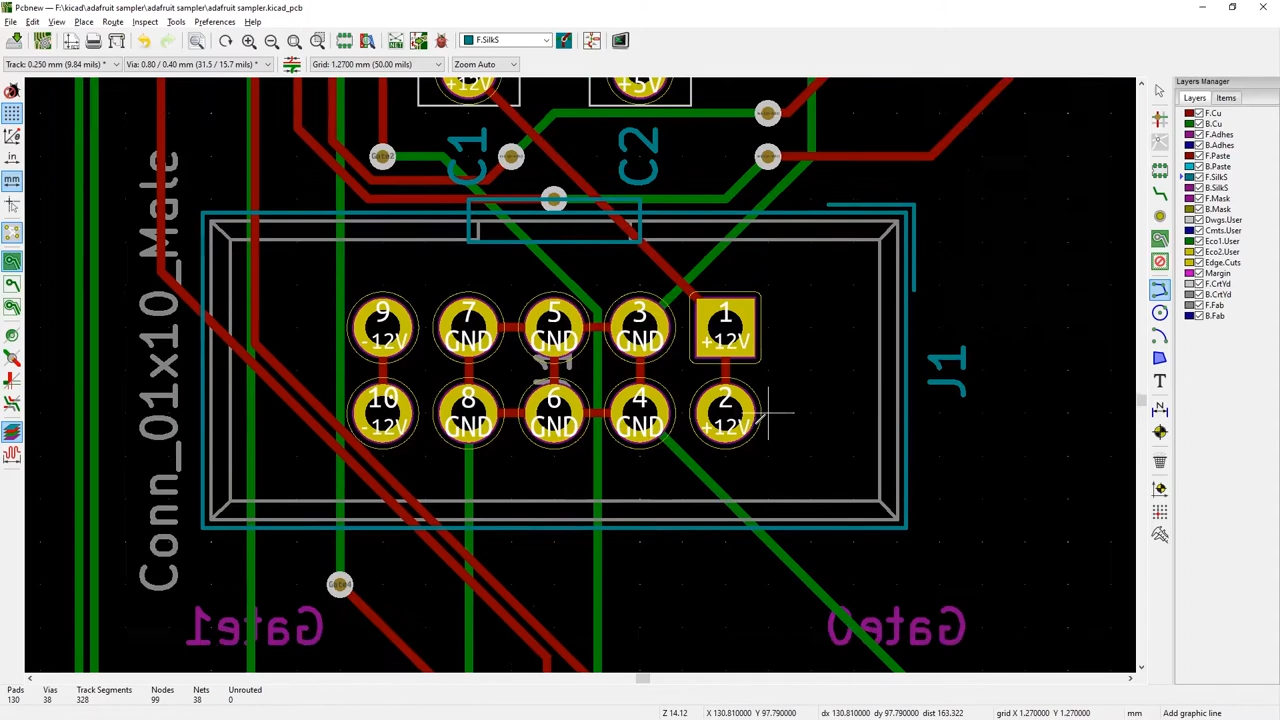 Pcbnew — F:\kicad\adafruit sampler\adafruit sampler.kicad_pcb
File Edit View Place Route Inspect Tools Preferences Help
F.SilkS
Track: 0.250 mm (9.84 mils) * Via: 0.80 / 0.40 mm (31.5 / 15.7 mils) * Grid: 1.2700 mm (50.00 mils) Zoom Auto
Layers Manager
Layers Items
F.Cu
B.Cu
F.Adhes
B.Adhes
F.Paste
B.Paste
F.SilkS
B.SilkS
F.Mask
B.Mask
Dwgs.User
Cmts.User
Eco1.User
Eco2.User
Edge.Cuts
Margin
F.CrtYd
B.CrtYd
F.Fab
B.Fab
in
mm
+12V +5V
C1 C2
Gate2
Conn_01x10_Male
9 7 5 3 1
-12V GND GND GND +12V
J1
10 8 6 4 2
-12V GND GND GND +12V
J1
Gate4
Gate1 Gate0
Pads Vias Track Segments Nodes Nets Unrouted
130 38 328 99 38 0
Z 14.12 X 130.810000 Y 97.790000 dx 130.810000 dy 97.790000 dist 163.322 grid X 1.270000 Y 1.270000 mm Add graphic line